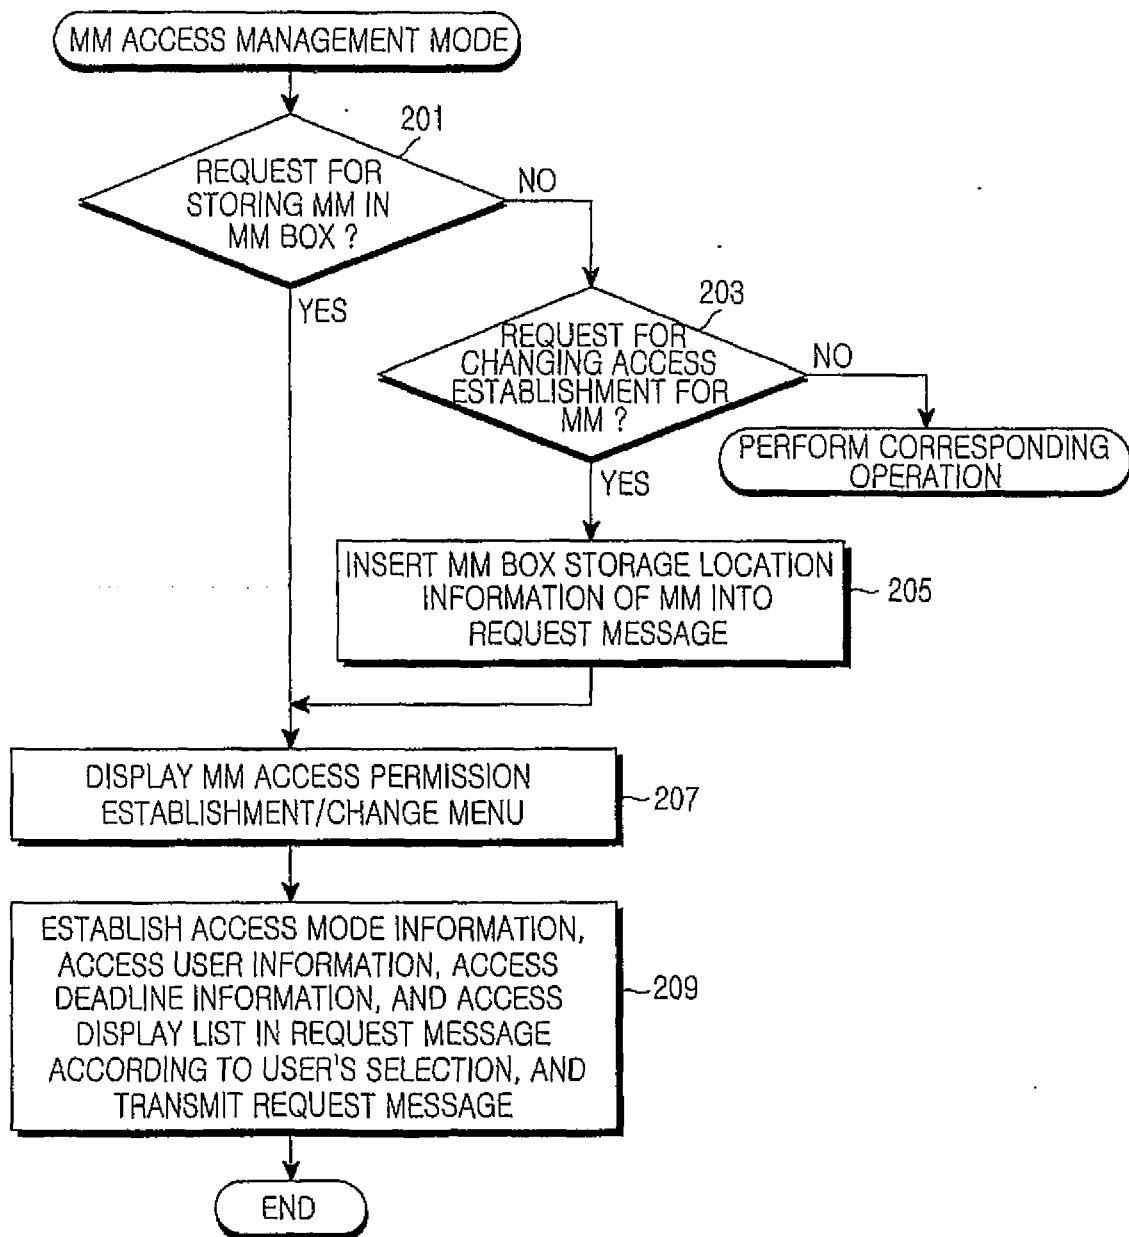 MM ACCESS MANAGEMENT MODE
201
REQUEST FOR
STORING MM IN
MM BOX ?
NO
YES
203
REQUEST FOR
CHANGING ACCESS
ESTABLISHMENT FOR
MM ?
NO
YES
PERFORM CORRESPONDING
OPERATION
INSERT MM BOX STORAGE LOCATION
INFORMATION OF MM INTO
REQUEST MESSAGE
205
DISPLAY MM ACCESS PERMISSION
ESTABLISHMENT/CHANGE MENU
207
ESTABLISH ACCESS MODE INFORMATION,
ACCESS USER INFORMATION, ACCESS
DEADLINE INFORMATION, AND ACCESS
DISPLAY LIST IN REQUEST MESSAGE
ACCORDING TO USER'S SELECTION, AND
TRANSMIT REQUEST MESSAGE
209
END